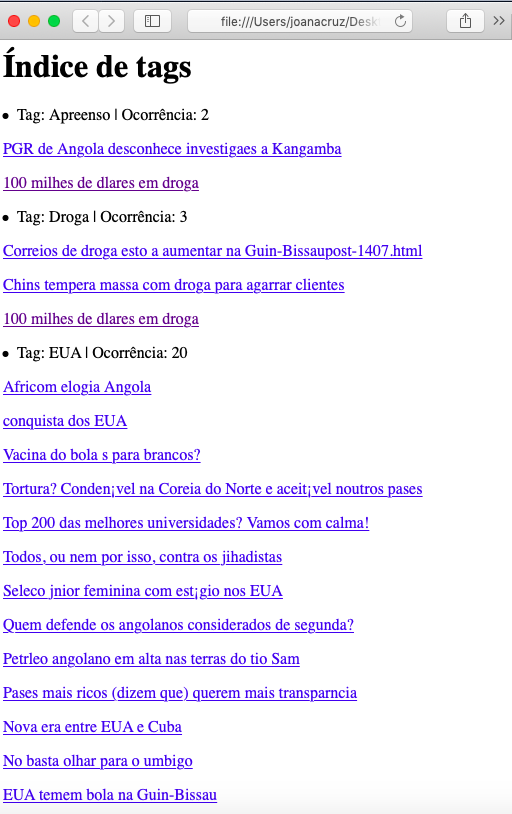 file:///Users/joanacruz/Desk
Índice de tags
• Tag: Apreenso | Ocorrência: 2
PGR de Angola desconhece investigaes a Kangamba
100 milhes de dlares em droga
• Tag: Droga | Ocorrência: 3
Correios de droga esto a aumentar na Guin-Bissaupost-1407.html
Chins tempera massa com droga para agarrar clientes
100 milhes de dlares em droga
• Tag: EUA | Ocorrência: 20
Africom elogia Angola
conquista dos EUA
Vacina do bola s para brancos?
Tortura? Conden¡vel na Coreia do Norte e aceit¡vel noutros pases
Top 200 das melhores universidades? Vamos com calma!
Todos, ou nem por isso, contra os jihadistas
Seleco jnior feminina com est¡gio nos EUA
Quem defende os angolanos considerados de segunda?
Petrleo angolano em alta nas terras do tio Sam
Pases mais ricos (dizem que) querem mais transparncia
Nova era entre EUA e Cuba
No basta olhar para o umbigo
EUA temem bola na Guin-Bissau